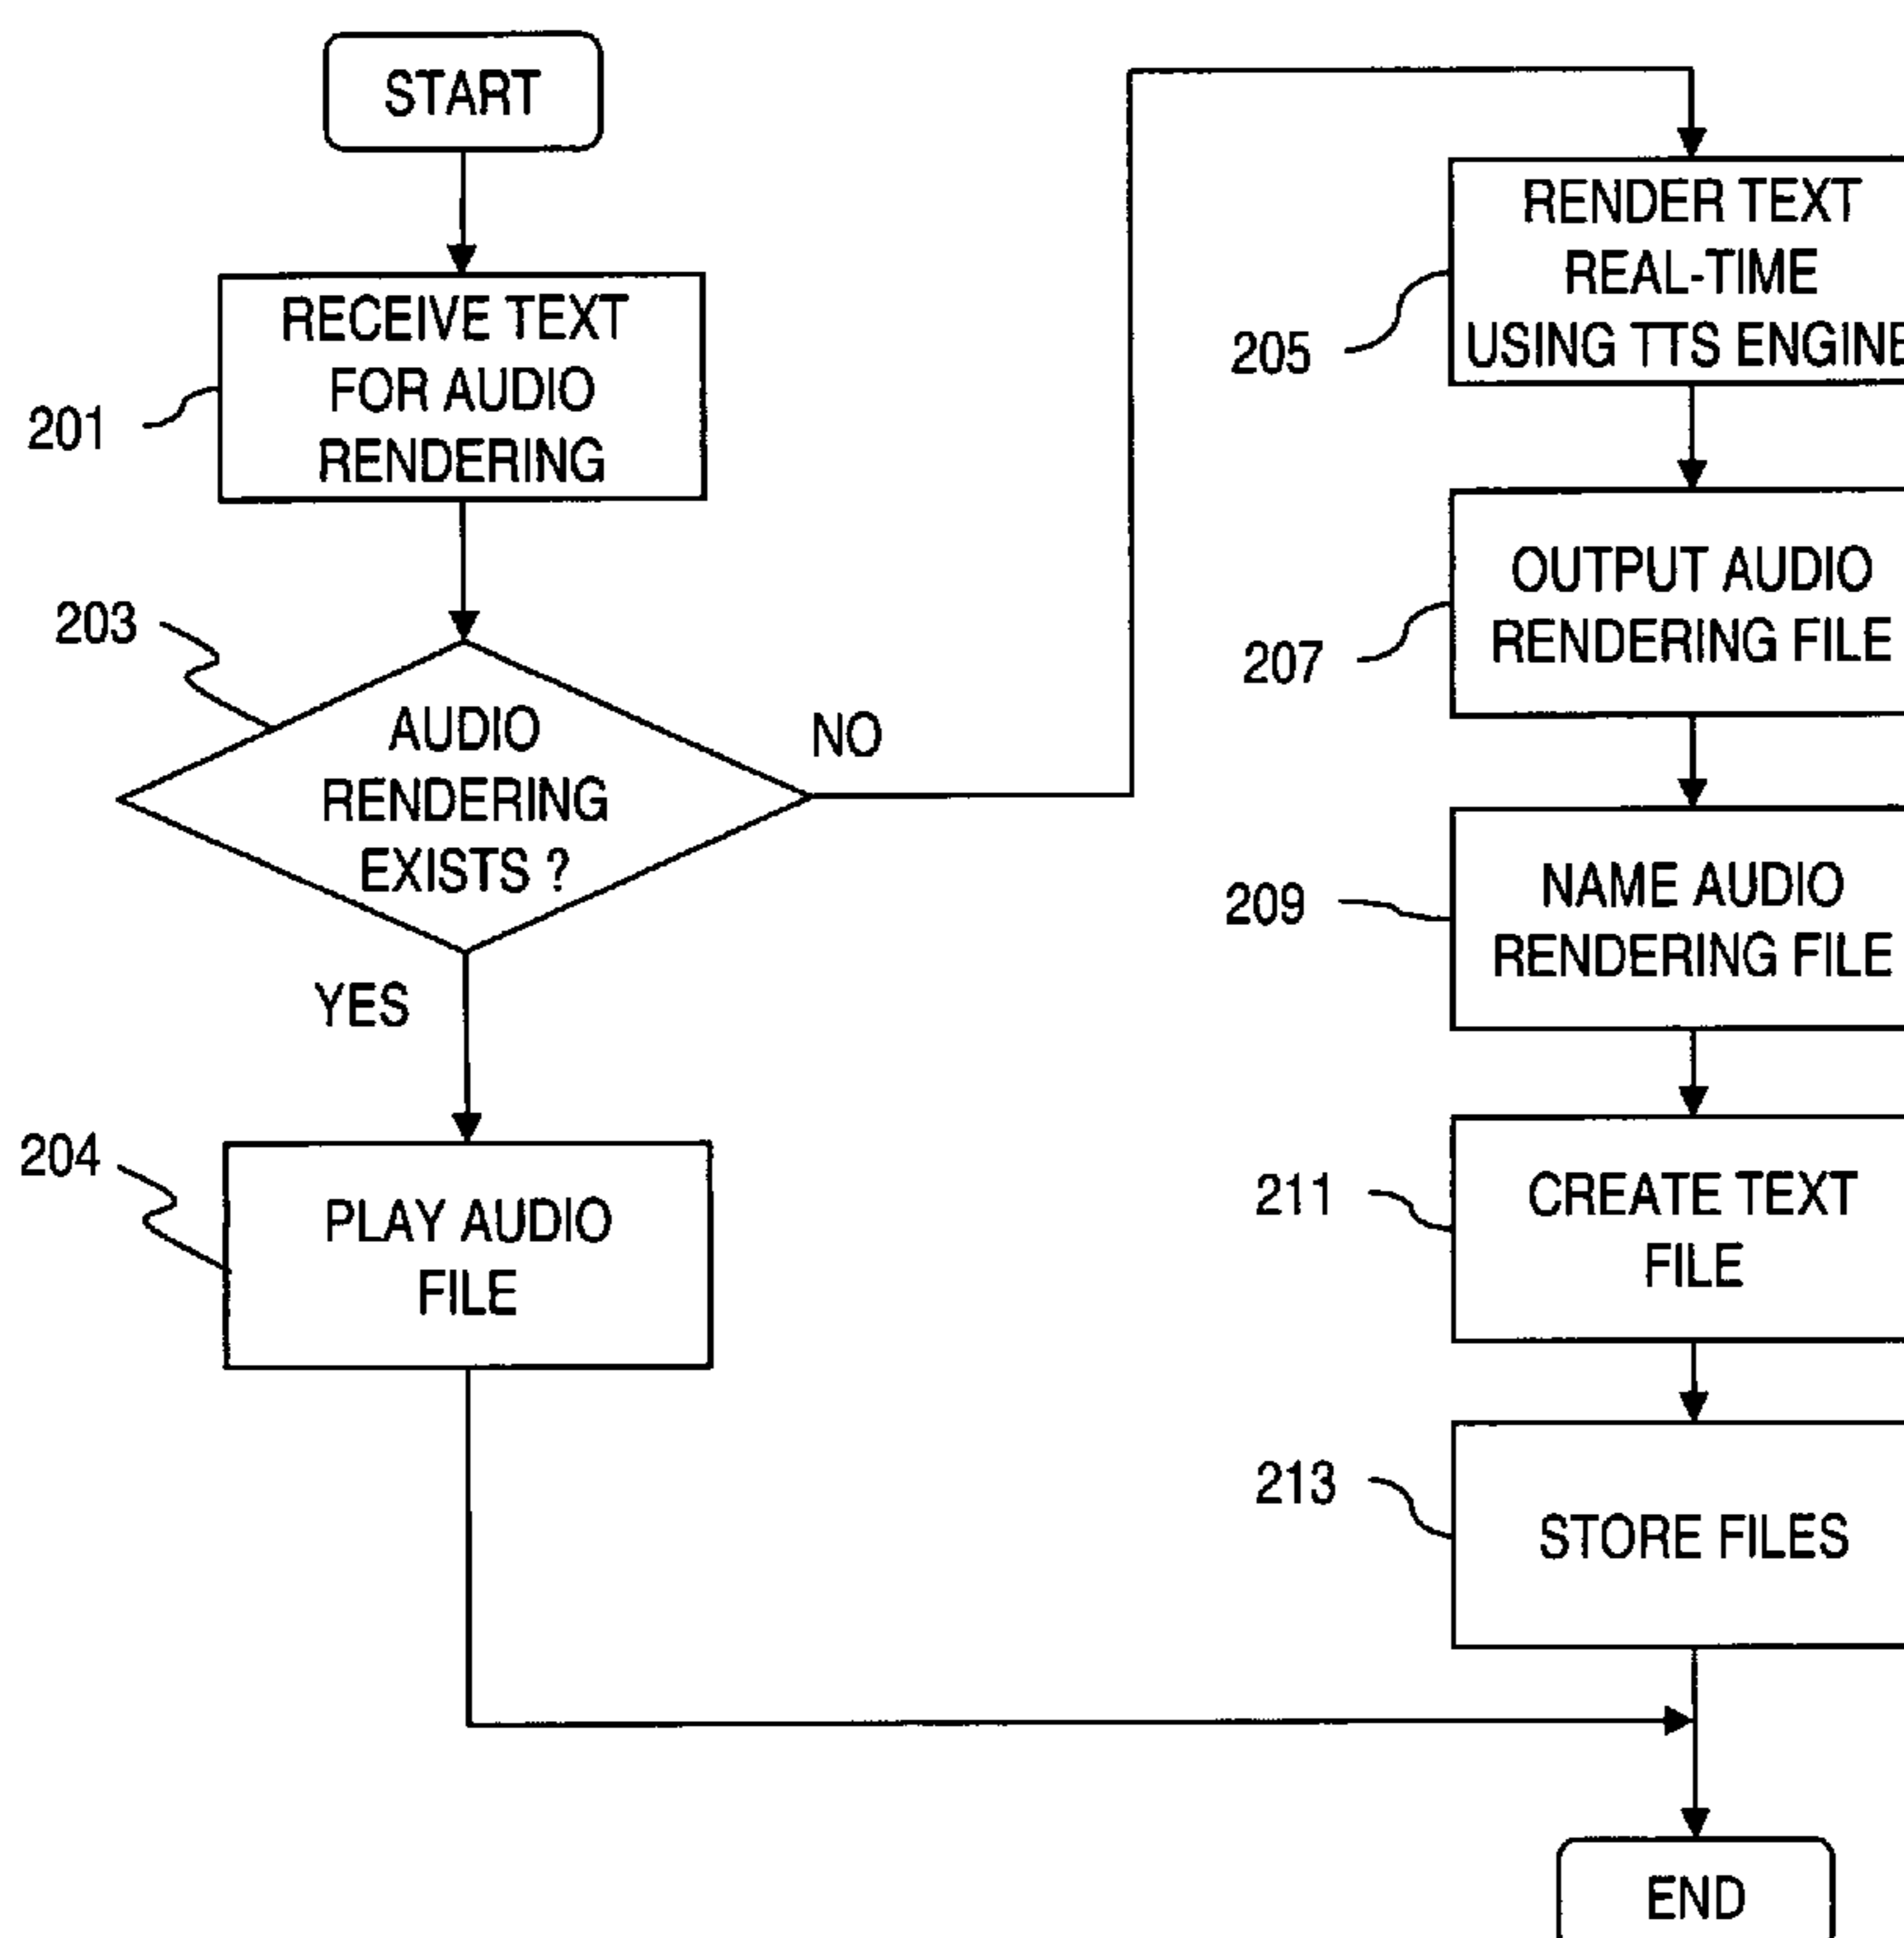 START
201
RECEIVE TEXT
FOR AUDIO
RENDERING
203
AUDIO
RENDERING
EXISTS ?
NO
YES
204
PLAY AUDIO
FILE
205
RENDER TEXT
REAL-TIME
USING TTS ENGINE
207
OUTPUT AUDIO
RENDERING FILE
209
NAME AUDIO
RENDERING FILE
211
CREATE TEXT
FILE
213
STORE FILES
END